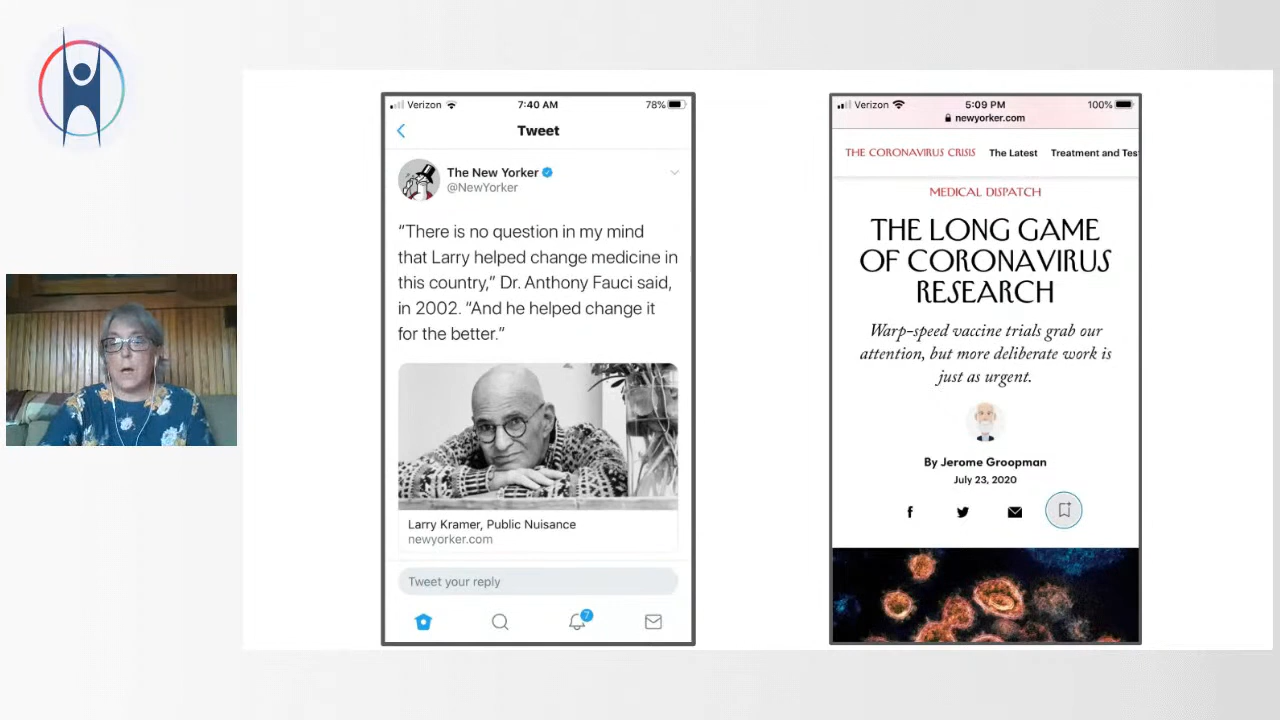 Verizon 7:40 AM 78%
Tweet
The New Yorker
@NewYorker
“There is no question in my mind
that Larry helped change medicine in
this country,” Dr. Anthony Fauci said,
in 2002. “And he helped change it
for the better.”
Larry Kramer, Public Nuisance
newyorker.com
Tweet your reply
7
Verizon 5:09 PM 100%
newyorker.com
THE CORONAVIRUS CRISIS The Latest Treatment and Tes
MEDICAL DISPATCH
THE LONG GAME
OF CORONAVIRUS
RESEARCH
Warp-speed vaccine trials grab our
attention, but more deliberate work is
just as urgent.
By Jerome Groopman
July 23, 2020